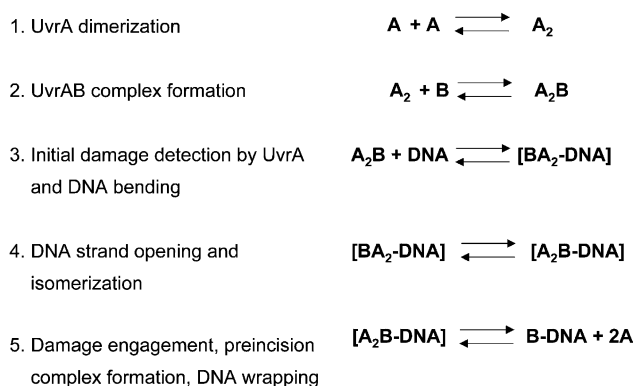 1. UvrA dimerization A + A ⇌ A₂
2. UvrAB complex formation A₂ + B ⇌ A₂B
3. Initial damage detection by UvrA A₂B + DNA ⇌ [BA₂-DNA]
and DNA bending
4. DNA strand opening and [BA₂-DNA] ⇌ [A₂B-DNA]
isomerization
[A₂B-DNA] ⇌ B-DNA + 2A
5. Damage engagement, preincision
complex formation, DNA wrapping